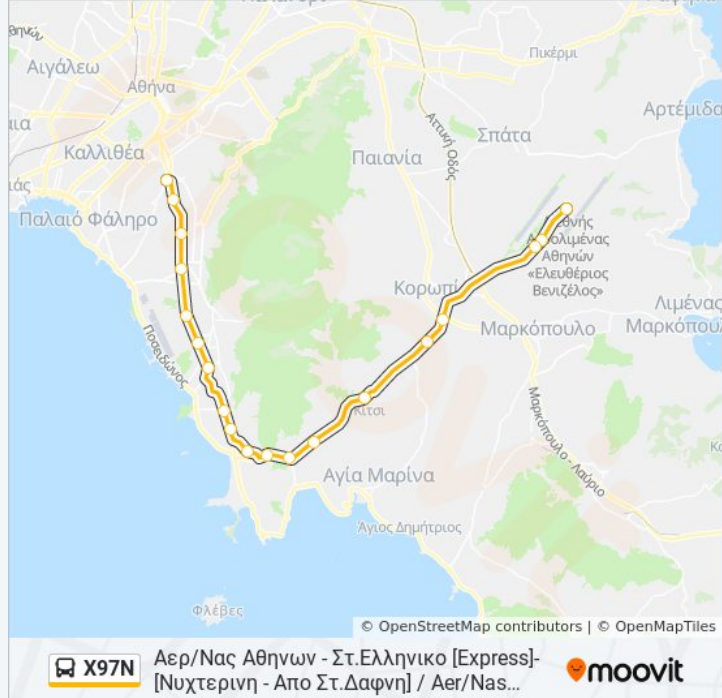 Πικέρμι
Αιγάλεω
Αθήνα
Αρτέμιδα
Σπάτα
Αττική Οδός
Καλλιθέα
Παιανία
Παλαιό Φάληρο
Διεθνής
Αερολιμένας
Αθηνών
«Ελευθέριος
Βενιζέλος»
Κορωπί
Λιμένας
Μαρκόπουλο
Μαρκόπουλο
Ποσειδώνος
Κίτσι
Μαρκόπουλο - Λαύριο
Αγία Μαρίνα
Άγιος Δημήτριος
Φλέβες
© OpenStreetMap contributors | © OpenMapTiles
X97N
Αερ/Νας Αθηνων - Στ.Ελληνικο [Express]-
[Νυχτερινη - Απο Στ.Δαφνη] / Aer/Nas...
moovit